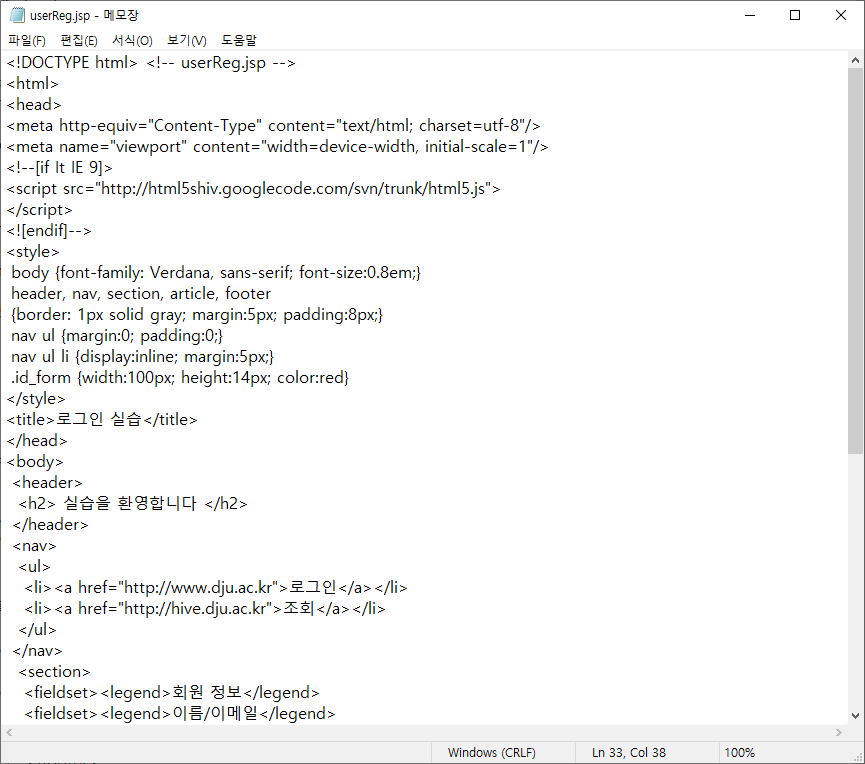 userReg.jsp - 메모장
파일(F) 편집(E) 서식(O) 보기(V) 도움말
<!DOCTYPE html> <!-- userReg.jsp -->
<html>
<head>
<meta http-equiv="Content-Type" content="text/html; charset=utf-8"/>
<meta name="viewport" content="width=device-width, initial-scale=1"/>
<!--[if lt IE 9]>
<script src="http://html5shiv.googlecode.com/svn/trunk/html5.js">
</script>
<![endif]-->
<style>
 body {font-family: Verdana, sans-serif; font-size:0.8em;}
 header, nav, section, article, footer
 {border: 1px solid gray; margin:5px; padding:8px;}
 nav ul {margin:0; padding:0;}
 nav ul li {display:inline; margin:5px;}
 .id_form {width:100px; height:14px; color:red}
</style>
<title>로그인 실습</title>
</head>
<body>
 <header>
  <h2> 실습을 환영합니다 </h2>
 </header>
 <nav>
  <ul>
   <li><a href="http://www.dju.ac.kr">로그인</a></li>
   <li><a href="http://hive.dju.ac.kr">조회</a></li>
  </ul>
 </nav>
  <section>
   <fieldset><legend>회원 정보</legend>
   <fieldset><legend>이름/이메일</legend>
Windows (CRLF) Ln 33, Col 38 100%